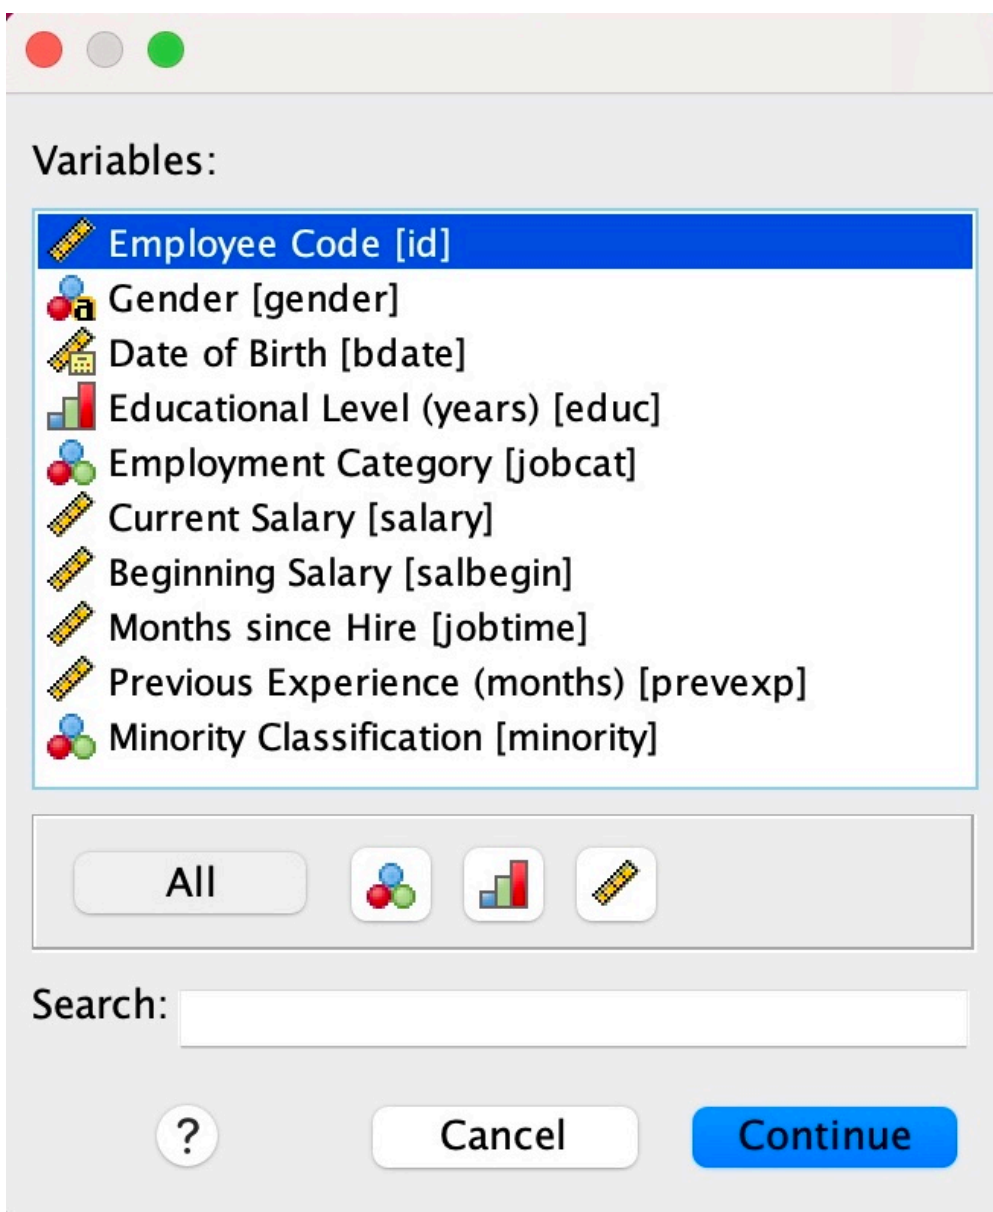 Variables:
Employee Code [id]
Gender [gender]
Date of Birth [bdate]
Educational Level (years) [educ]
Employment Category [jobcat]
Current Salary [salary]
Beginning Salary [salbegin]
Months since Hire [jobtime]
Previous Experience (months) [prevexp]
Minority Classification [minority]
All
Search:
? Cancel Continue